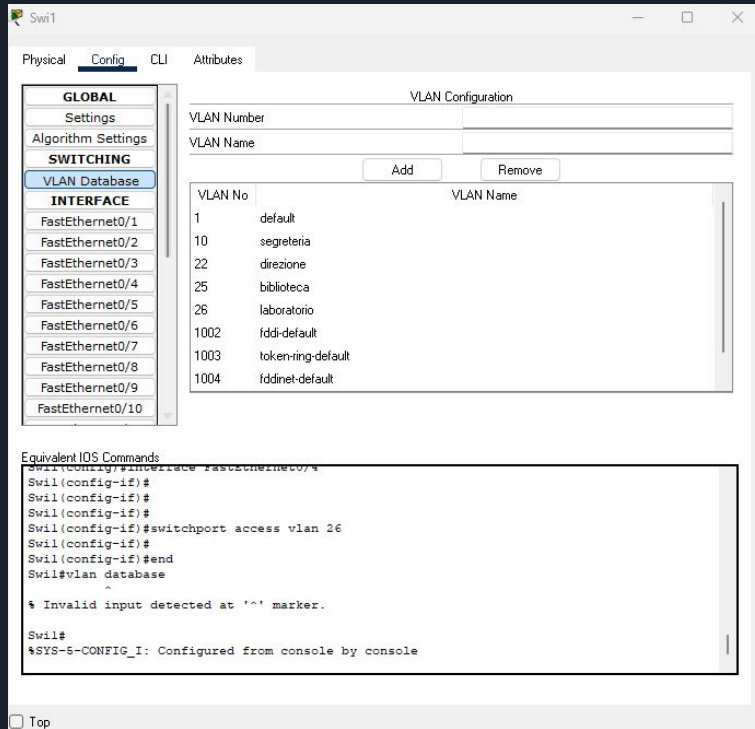 Swi1
Physical Config CLI Attributes
GLOBAL
Settings
Algorithm Settings
SWITCHING
VLAN Database
INTERFACE
FastEthernet0/1
FastEthernet0/2
FastEthernet0/3
FastEthernet0/4
FastEthernet0/5
FastEthernet0/6
FastEthernet0/7
FastEthernet0/8
FastEthernet0/9
FastEthernet0/10
VLAN Configuration
VLAN Number
VLAN Name
Add Remove
VLAN No VLAN Name
1 default
10 segreteria
22 direzione
25 biblioteca
26 laboratorio
1002 fddi-default
1003 token-ring-default
1004 fddinet-default
Equivalent IOS Commands
Swi1(config)#interface FastEthernet0/4
Swi1(config-if)#
Swi1(config-if)#
Swi1(config-if)#
Swi1(config-if)#switchport access vlan 26
Swi1(config-if)#
Swi1(config-if)#end
Swi1#vlan database
^
% Invalid input detected at '^' marker.
Swi1#
%SYS-5-CONFIG_I: Configured from console by console
Top